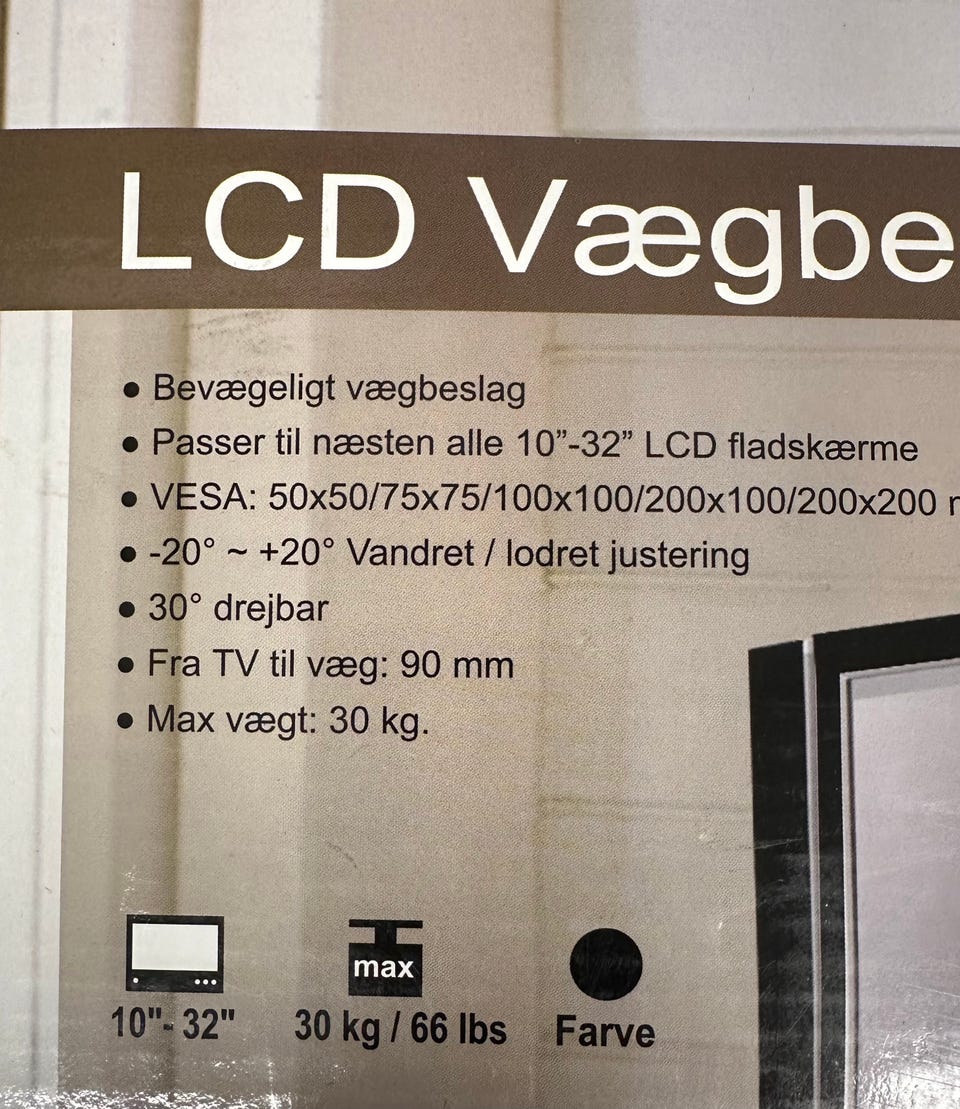 LCD Vægbe
• Bevægeligt vægbeslag
• Passer til næsten alle 10”-32” LCD fladskærme
• VESA: 50x50/75x75/100x100/200x100/200x200
• -20° ~ +20° Vandret / lodret justering
• 30° drejbar
• Fra TV til væg: 90 mm
• Max vægt: 30 kg.
max
10"- 32" 30 kg / 66 lbs Farve